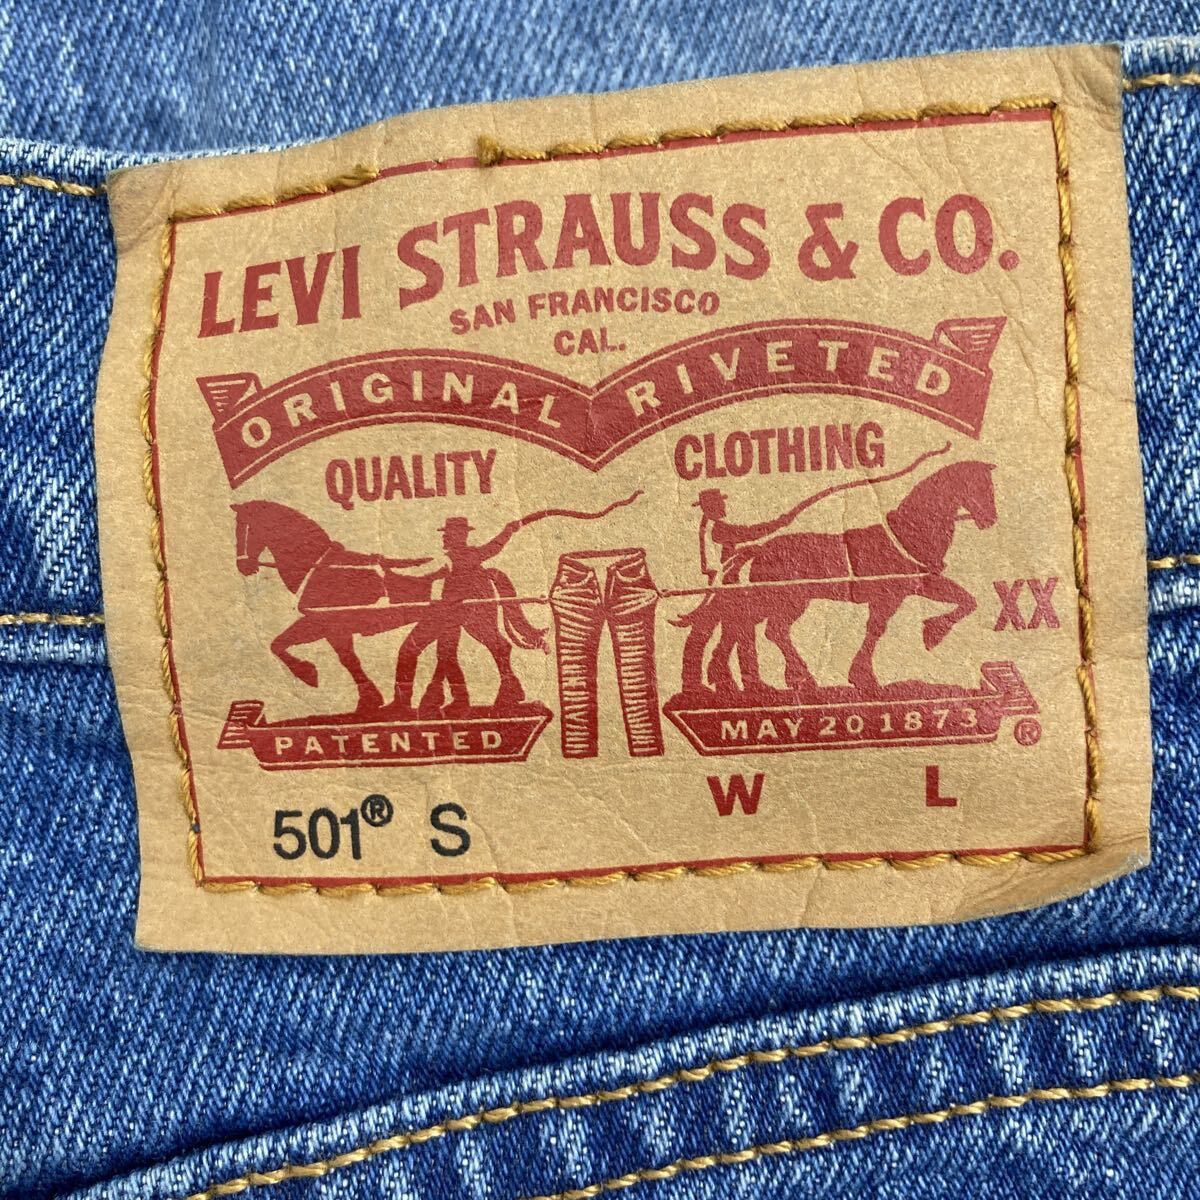 LEVI STRAUSS & CO.
SAN FRANCISCO
CAL.
ORIGINAL RIVETED
QUALITY CLOTHING
XX
PATENTED MAY 20 1873 ®
W L
501® S